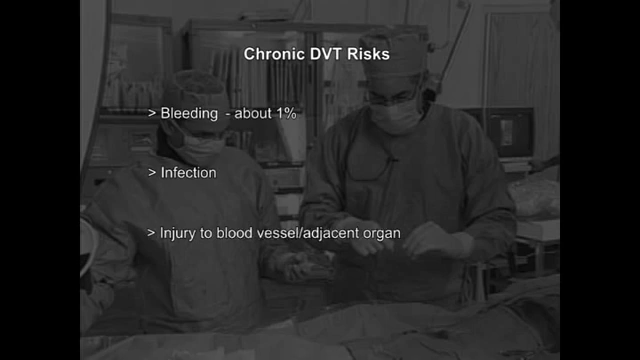 Chronic DVT Risks
> Bleeding - about 1%
> Infection
> Injury to blood vessel/adjacent organ